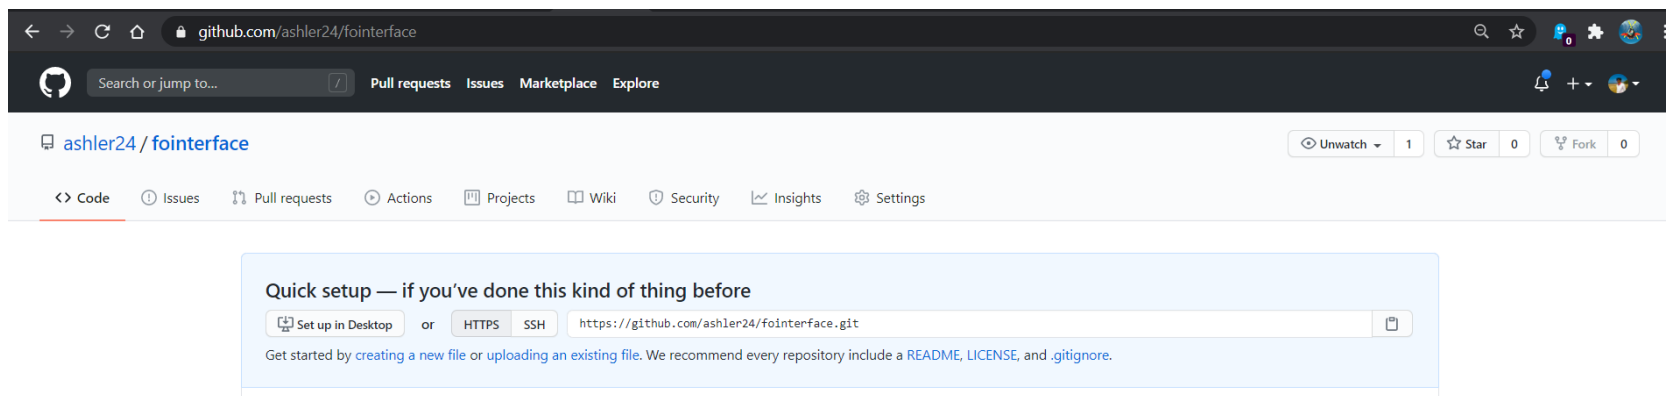 github.com/ashler24/fointerface
0
Search or jump to... / Pull requests Issues Marketplace Explore
ashler24 / fointerface Unwatch 1 Star 0 Fork 0
<> Code Issues Pull requests Actions Projects Wiki Security Insights Settings
Quick setup — if you've done this kind of thing before
Set up in Desktop or HTTPS SSH https://github.com/ashler24/fointerface.git
Get started by creating a new file or uploading an existing file. We recommend every repository include a README, LICENSE, and .gitignore.